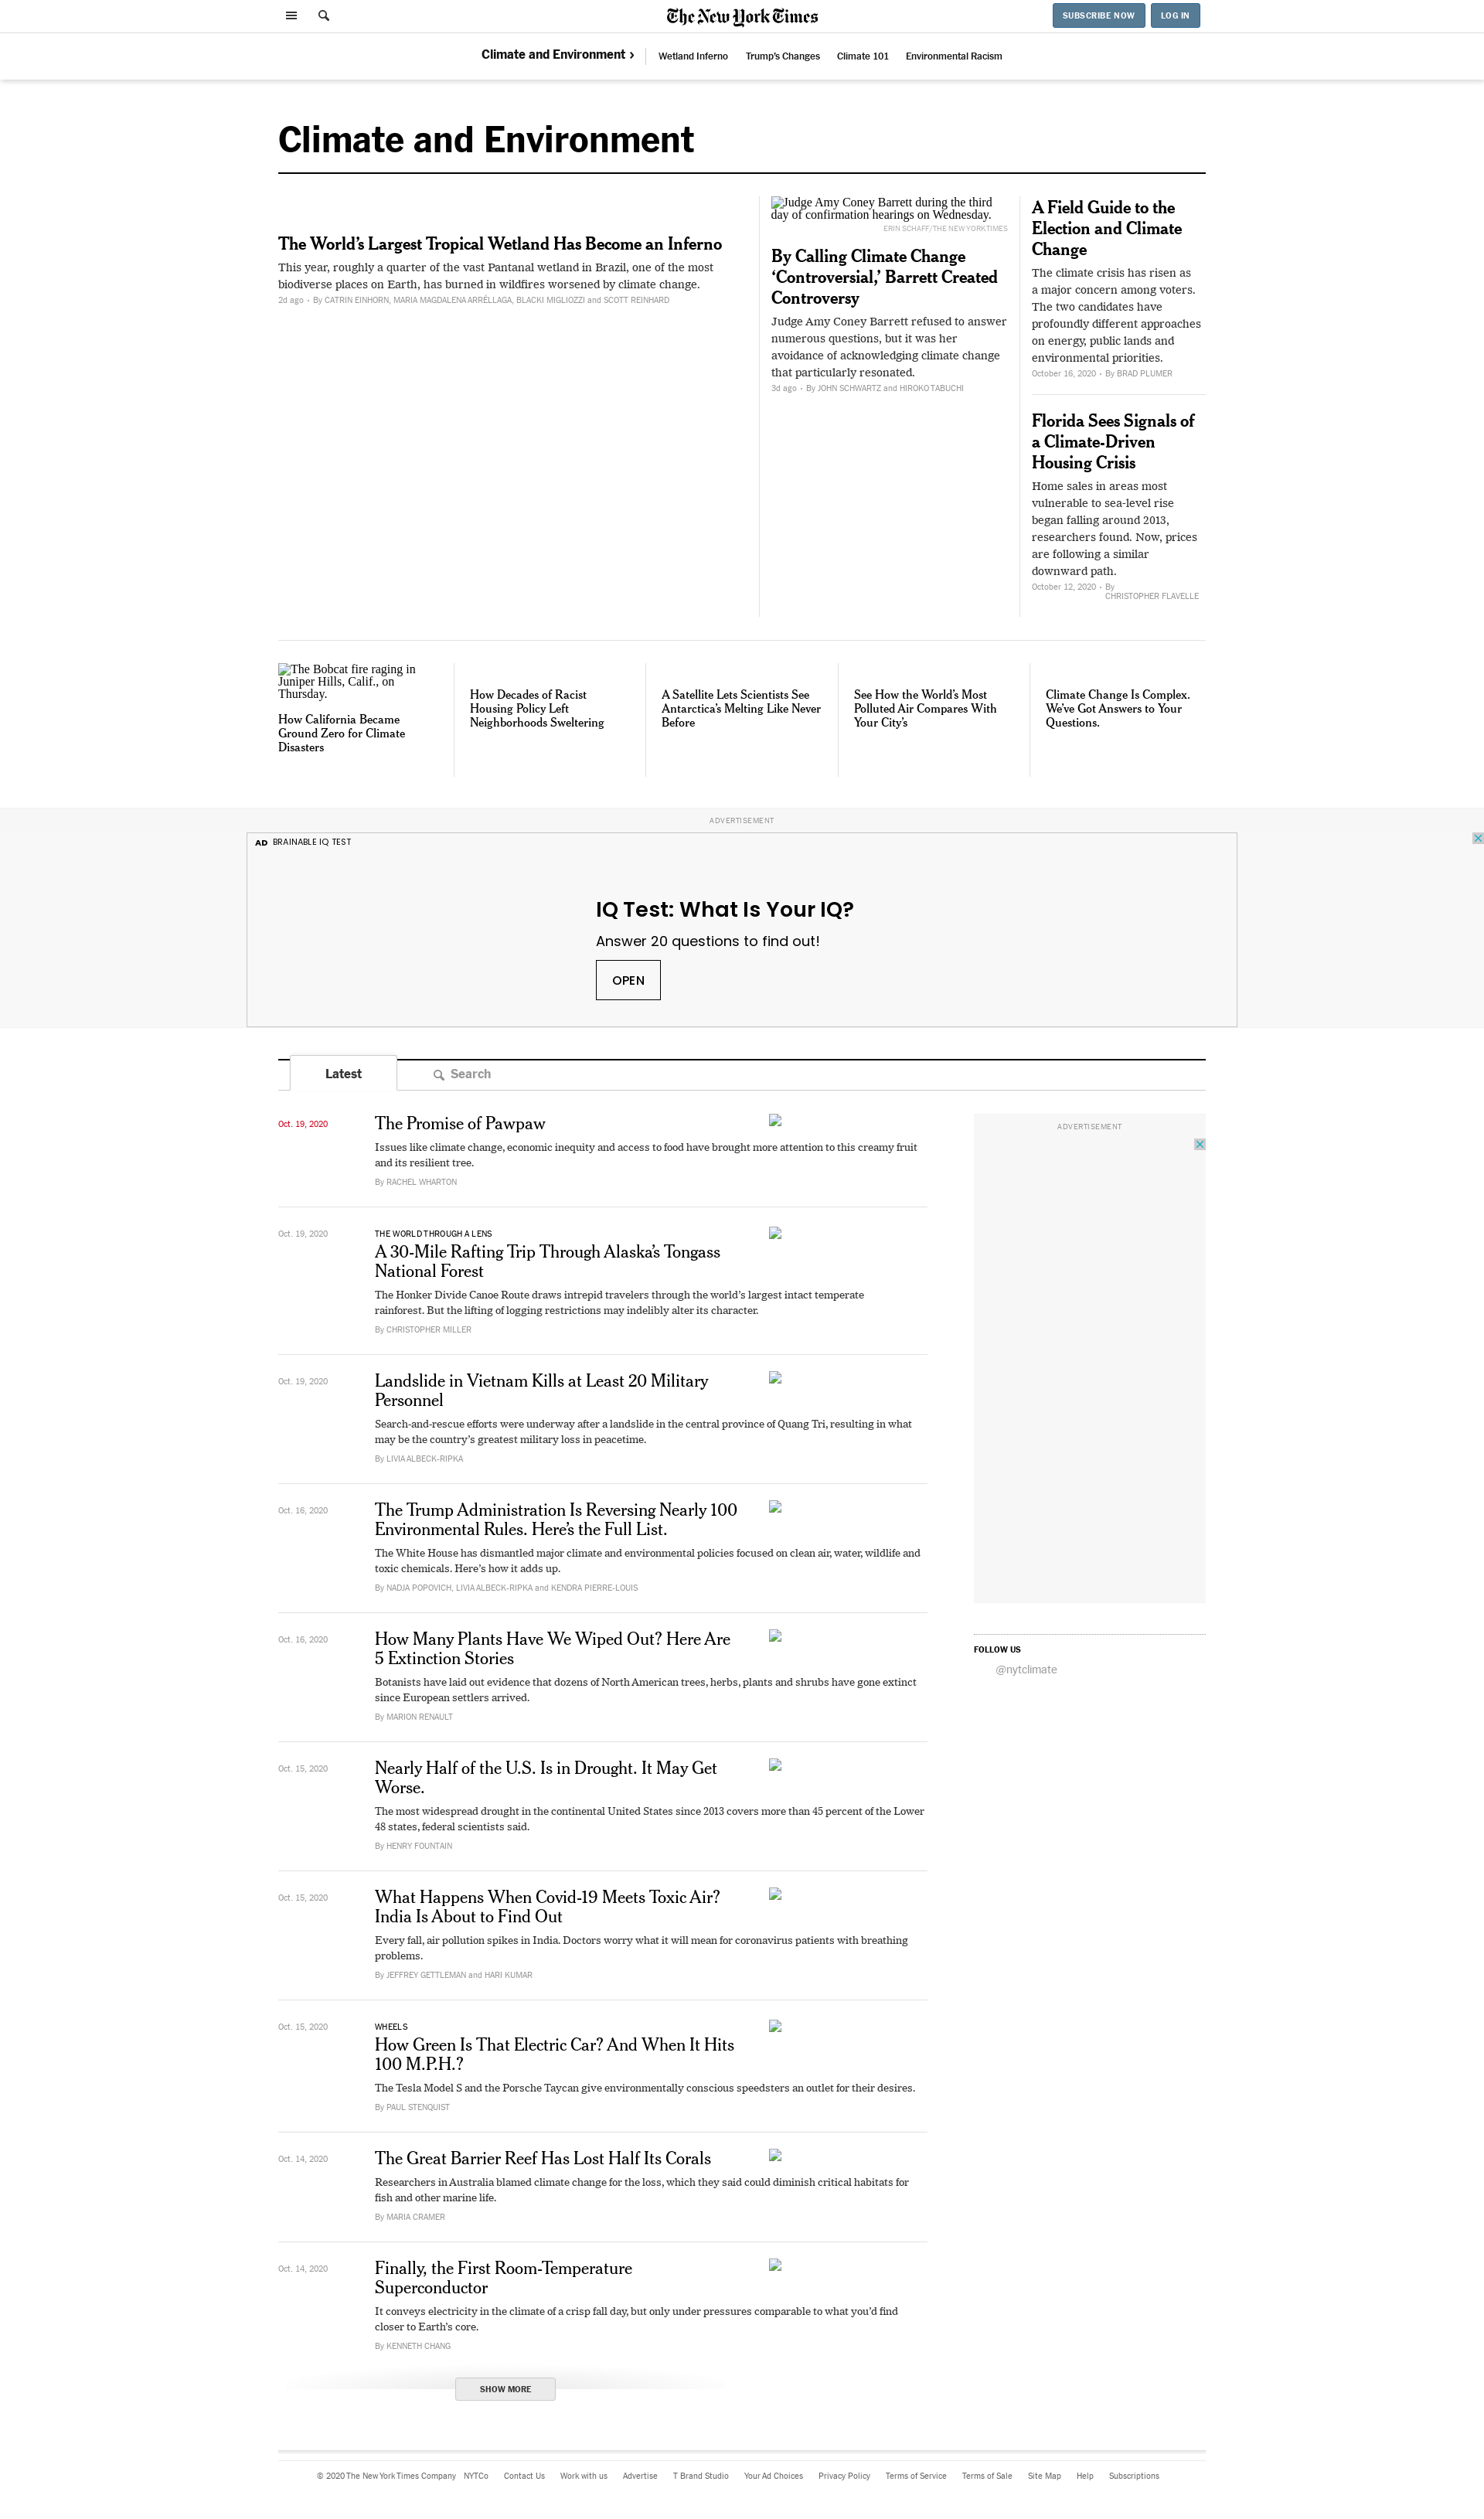 The New York Times
SUBSCRIBE NOW
LOG IN
Climate and Environment ›
Wetland Inferno
Trump's Changes
Climate 101
Environmental Racism
Climate and Environment
The World's Largest Tropical Wetland Has Become an Inferno
This year, roughly a quarter of the vast Pantanal wetland in Brazil, one of the most
biodiverse places on Earth, has burned in wildfires worsened by climate change.
2d ago • By CATRIN EINHORN, MARIA MAGDALENA ARRÉLLAGA, BLACKI MIGLIOZZI and SCOTT REINHARD
Judge Amy Coney Barrett during the third
day of confirmation hearings on Wednesday.
ERIN SCHAFF/THE NEW YORK TIMES
By Calling Climate Change
'Controversial,' Barrett Created
Controversy
Judge Amy Coney Barrett refused to answer
numerous questions, but it was her
avoidance of acknowledging climate change
that particularly resonated.
3d ago • By JOHN SCHWARTZ and HIROKO TABUCHI
A Field Guide to the
Election and Climate
Change
The climate crisis has risen as
a major concern among voters.
The two candidates have
profoundly different approaches
on energy, public lands and
environmental priorities.
October 16, 2020 • By BRAD PLUMER
Florida Sees Signals of
a Climate-Driven
Housing Crisis
Home sales in areas most
vulnerable to sea-level rise
began falling around 2013,
researchers found. Now, prices
are following a similar
downward path.
October 12, 2020 • By
CHRISTOPHER FLAVELLE
The Bobcat fire raging in
Juniper Hills, Calif., on
Thursday.
How California Became
Ground Zero for Climate
Disasters
How Decades of Racist
Housing Policy Left
Neighborhoods Sweltering
A Satellite Lets Scientists See
Antarctica's Melting Like Never
Before
See How the World's Most
Polluted Air Compares With
Your City's
Climate Change Is Complex.
We've Got Answers to Your
Questions.
ADVERTISEMENT
AD BRAINABLE IQ TEST
IQ Test: What Is Your IQ?
Answer 20 questions to find out!
OPEN
Latest
Search
Oct. 19, 2020
The Promise of Pawpaw
Issues like climate change, economic inequity and access to food have brought more attention to this creamy fruit
and its resilient tree.
By RACHEL WHARTON
ADVERTISEMENT
Oct. 19, 2020
THE WORLD THROUGH A LENS
A 30-Mile Rafting Trip Through Alaska's Tongass
National Forest
The Honker Divide Canoe Route draws intrepid travelers through the world's largest intact temperate
rainforest. But the lifting of logging restrictions may indelibly alter its character.
By CHRISTOPHER MILLER
Oct. 19, 2020
Landslide in Vietnam Kills at Least 20 Military
Personnel
Search-and-rescue efforts were underway after a landslide in the central province of Quang Tri, resulting in what
may be the country's greatest military loss in peacetime.
By LIVIA ALBECK-RIPKA
Oct. 16, 2020
The Trump Administration Is Reversing Nearly 100
Environmental Rules. Here's the Full List.
The White House has dismantled major climate and environmental policies focused on clean air, water, wildlife and
toxic chemicals. Here's how it adds up.
By NADJA POPOVICH, LIVIA ALBECK-RIPKA and KENDRA PIERRE-LOUIS
Oct. 16, 2020
How Many Plants Have We Wiped Out? Here Are
5 Extinction Stories
Botanists have laid out evidence that dozens of North American trees, herbs, plants and shrubs have gone extinct
since European settlers arrived.
By MARION RENAULT
FOLLOW US
@nytclimate
Oct. 15, 2020
Nearly Half of the U.S. Is in Drought. It May Get
Worse.
The most widespread drought in the continental United States since 2013 covers more than 45 percent of the Lower
48 states, federal scientists said.
By HENRY FOUNTAIN
Oct. 15, 2020
What Happens When Covid-19 Meets Toxic Air?
India Is About to Find Out
Every fall, air pollution spikes in India. Doctors worry what it will mean for coronavirus patients with breathing
problems.
By JEFFREY GETTLEMAN and HARI KUMAR
Oct. 15, 2020
WHEELS
How Green Is That Electric Car? And When It Hits
100 M.P.H.?
The Tesla Model S and the Porsche Taycan give environmentally conscious speedsters an outlet for their desires.
By PAUL STENQUIST
Oct. 14, 2020
The Great Barrier Reef Has Lost Half Its Corals
Researchers in Australia blamed climate change for the loss, which they said could diminish critical habitats for
fish and other marine life.
By MARIA CRAMER
Oct. 14, 2020
Finally, the First Room-Temperature
Superconductor
It conveys electricity in the climate of a crisp fall day, but only under pressures comparable to what you'd find
closer to Earth's core.
By KENNETH CHANG
SHOW MORE
© 2020 The New York Times Company NYTCo Contact Us Work with us Advertise T Brand Studio Your Ad Choices Privacy Policy Terms of Service Terms of Sale Site Map Help Subscriptions